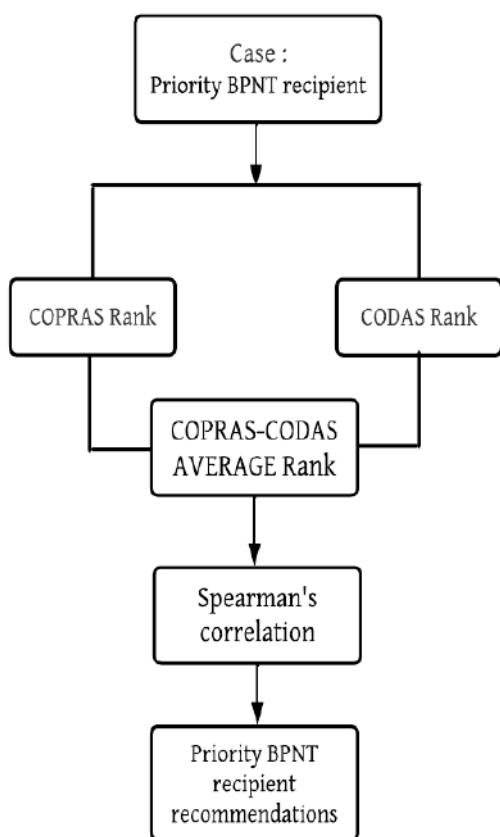 Case :
Priority BPNT recipient
COPRAS Rank
CODAS Rank
COPRAS-CODAS
AVERAGE Rank
Spearman's
correlation
Priority BPNT
recipient
recommendations